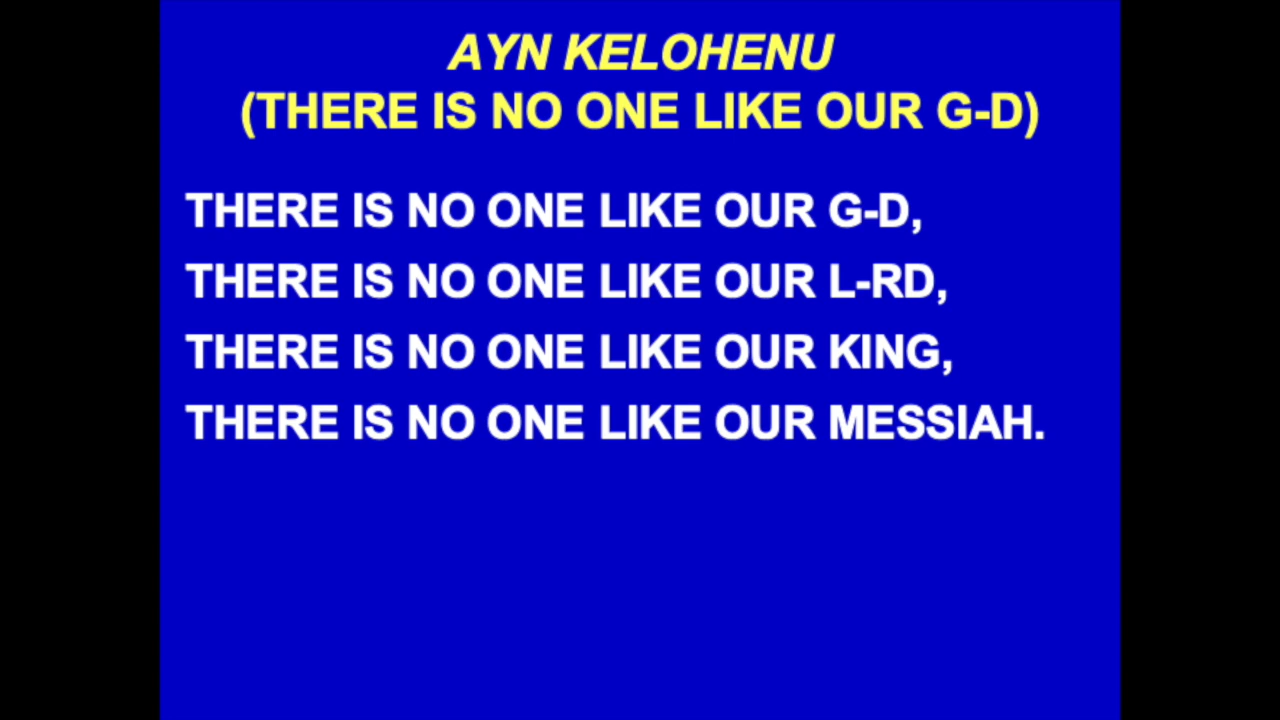 AYN KELOHENU
(THERE IS NO ONE LIKE OUR G-D)
THERE IS NO ONE LIKE OUR G-D,
THERE IS NO ONE LIKE OUR L-RD,
THERE IS NO ONE LIKE OUR KING,
THERE IS NO ONE LIKE OUR MESSIAH.